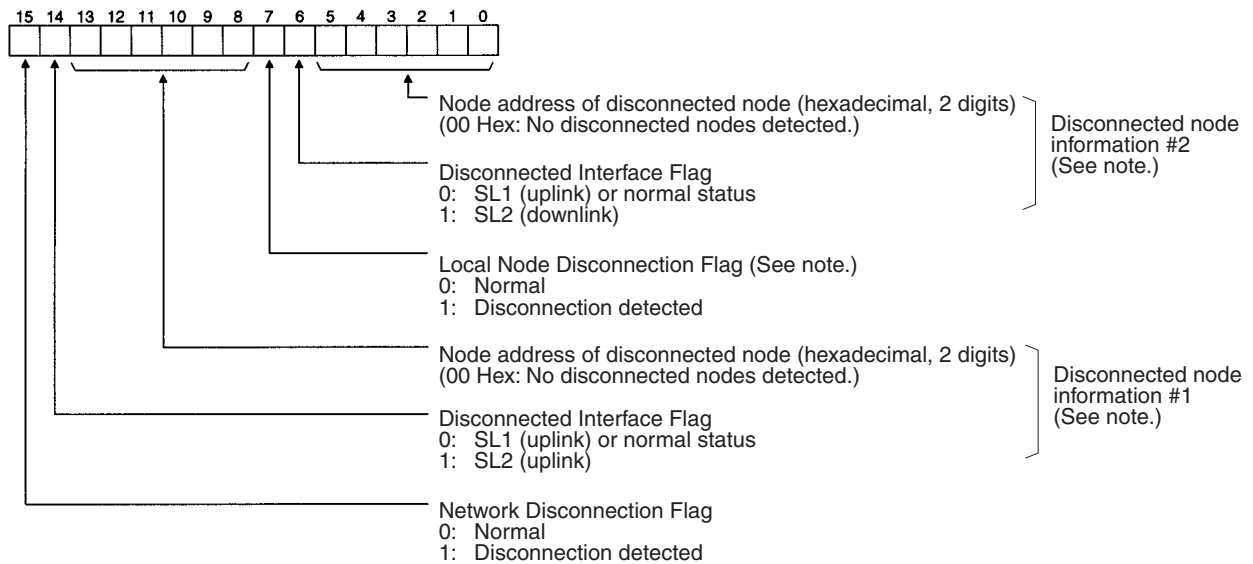 15 14 13 12 11 10 9 8 7 6 5 4 3 2 1 0
Node address of disconnected node (hexadecimal, 2 digits)
(00 Hex: No disconnected nodes detected.)
Disconnected Interface Flag
0: SL1 (uplink) or normal status
1: SL2 (downlink)
Disconnected node
information #2
(See note.)
Local Node Disconnection Flag (See note.)
0: Normal
1: Disconnection detected
Node address of disconnected node (hexadecimal, 2 digits)
(00 Hex: No disconnected nodes detected.)
Disconnected Interface Flag
0: SL1 (uplink) or normal status
1: SL2 (uplink)
Disconnected node
information #1
(See note.)
Network Disconnection Flag
0: Normal
1: Disconnection detected